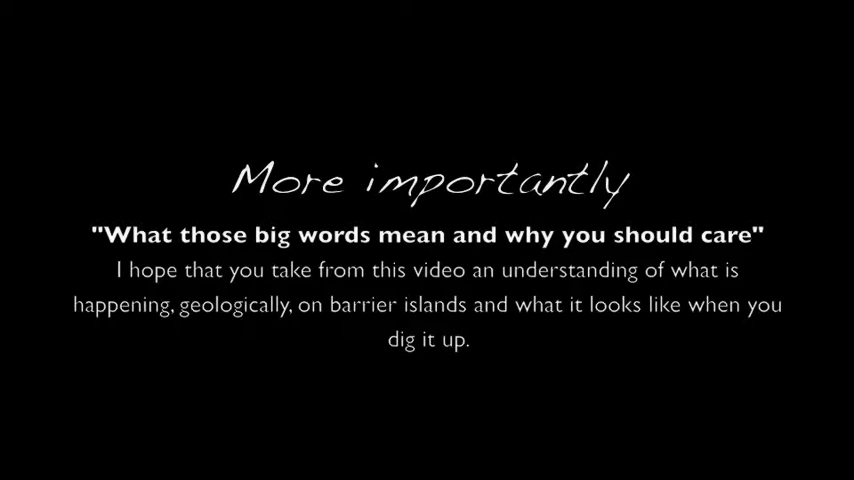 More importantly
"What those big words mean and why you should care"
I hope that you take from this video an understanding of what is
happening, geologically, on barrier islands and what it looks like when you
dig it up.